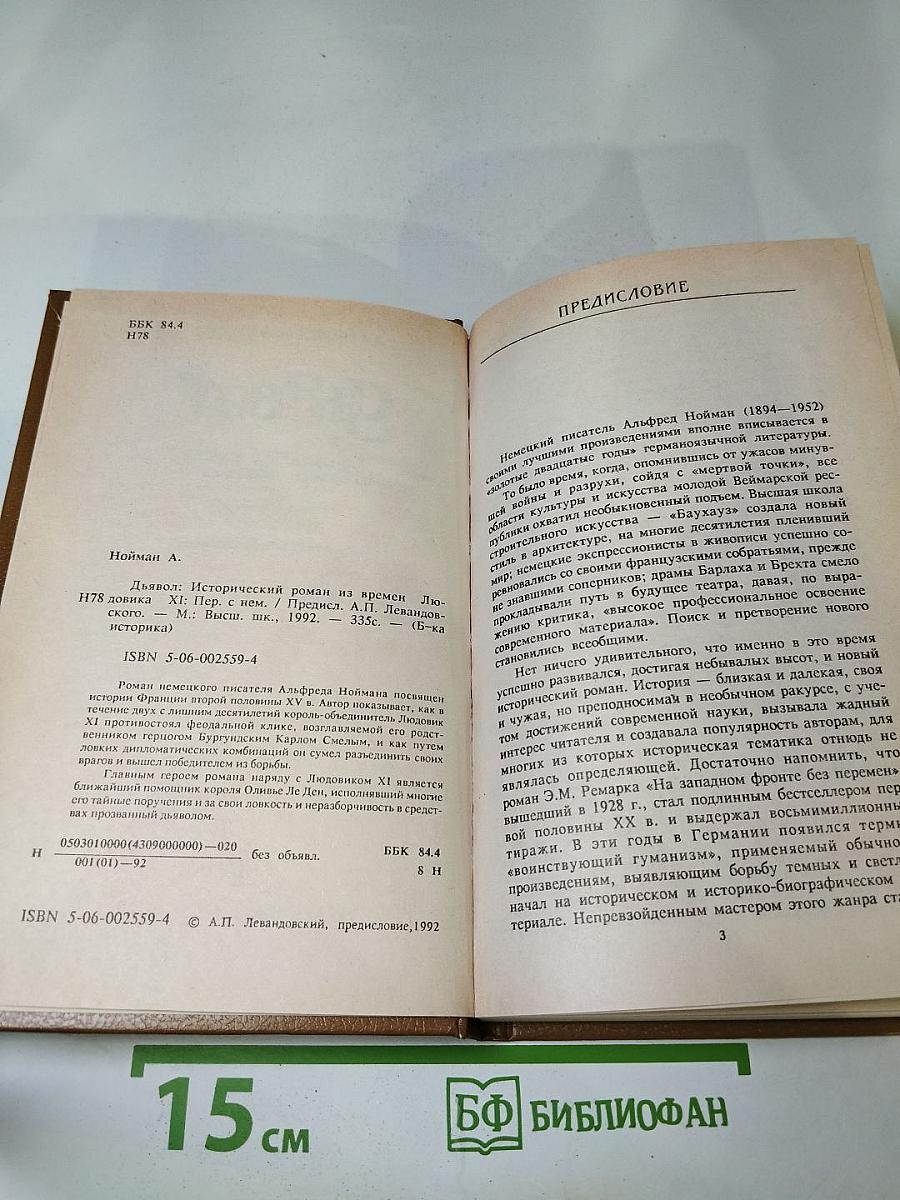 ББК 84.4
Н78
Нойман А.
Дьявол: Исторический роман из времен Лю-
Н78 довика XI: Пер. с нем. / Предисл. А.П. Левандов-
ского. — М.: Высш. шк., 1992. — 335с. — (Б-ка
историка)
ISBN 5-06-002559-4
Роман немецкого писателя Альфреда Ноймана посвящен
истории Франции второй половины XV в. Автор показывает, как в
течение двух с лишним десятилетий король-объединитель Людовик
XI противостоял феодальной клике, возглавляемой его родст-
венником герцогом Бургундским Карлом Смелым, и как путем
ловких дипломатических комбинаций он сумел разъединить своих
врагов и вышел победителем из борьбы.
Главным героем романа наряду с Людовиком XI является
ближайший помощник короля Оливье Ле Ден, исполнявший многие
его тайные поручения и за свои ловкость и неразборчивость в средст-
вах прозванный дьяволом.
Н 0503010000(4309000000)—020
001(01)—92
без объявл.
ББК 84.4
8 Н
ISBN 5-06-002559-4
© А.П. Левандовский, предисловие,1992
ПРЕДИСЛОВИЕ
Немецкий писатель Альфред Нойман (1894—1952)
своими лучшими произведениями вполне вписывается в
«золотые двадцатые годы» германоязычной литературы.
То было время, когда, опомнившись от ужасов минув-
шей войны и разрухи, сойдя с «мертвой точки», все
области культуры и искусства молодой Веймарской рес-
публики охватил необыкновенный подъем. Высшая школа
строительного искусства — «Баухауз» создала новый
стиль в архитектуре, на многие десятилетия пленивший
мир; немецкие экспрессионисты в живописи успешно со-
ревновались со своими французскими собратьями, прежде
не знавшими соперников; драмы Барлаха и Брехта смело
прокладывали путь в будущее театра, давая, по выра-
жению критика, «высокое профессиональное освоение
современного материала». Поиск и претворение нового
становились всеобщими.
Нет ничего удивительного, что именно в это время
успешно развивался, достигая небывалых высот, и новый
исторический роман. История — близкая и далекая, своя
и чужая, но преподносимая в необычном ракурсе, с уче-
том достижений современной науки, вызывала жадный
интерес читателя и создавала популярность авторам, для
многих из которых историческая тематика отнюдь не
являлась определяющей. Достаточно напомнить, что
роман Э.М. Ремарка «На западном фронте без перемен»
вышедший в 1928 г., стал подлинным бестселлером пер
вой половины XX в. и выдержал восьмимиллионны
тиражи. В эти годы в Германии появился терми
«воинствующий гуманизм», применяемый обычно
произведениям, выявляющим борьбу темных и светл
начал на историческом и историко-биографическом
териале. Непревзойденным мастером этого жанра ста
3
15 см
БФ БИБЛИОФАН